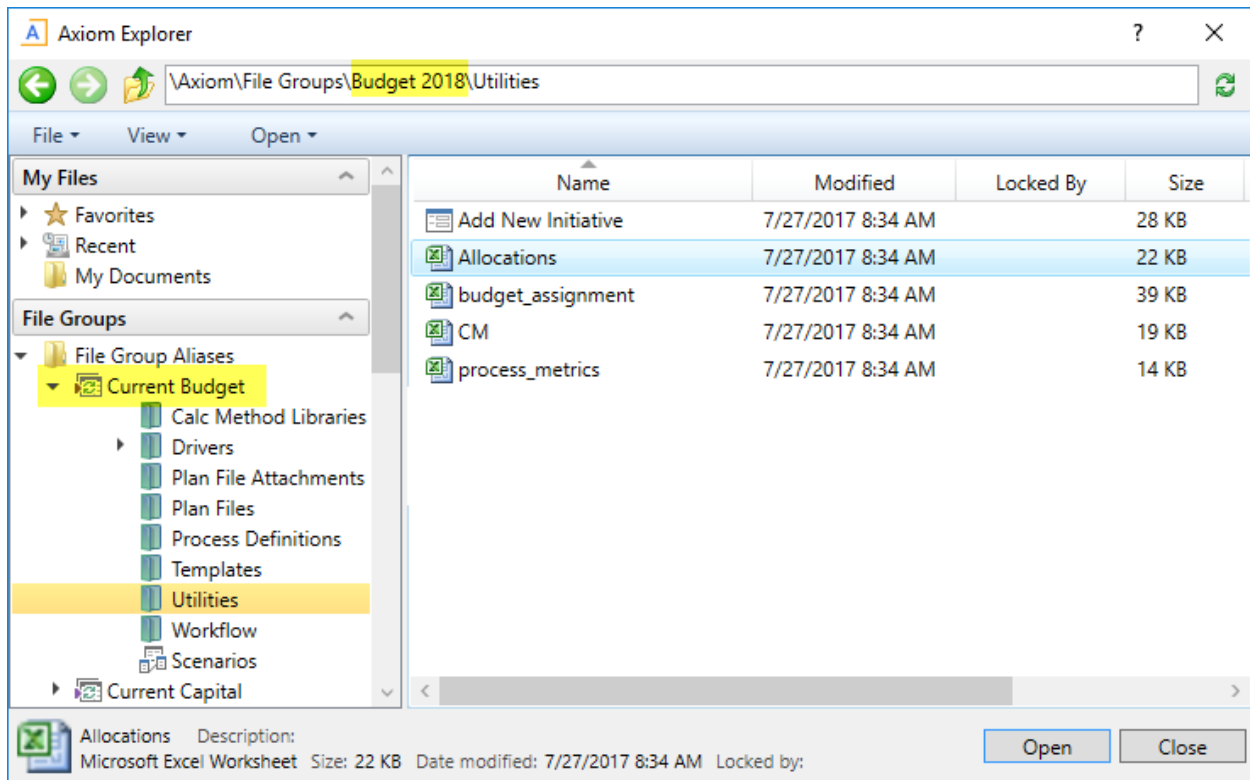 A Axiom Explorer ?
\Axiom\File Groups\Budget 2018\Utilities
File View Open
My Files
Favorites
Recent
My Documents
File Groups
File Group Aliases
Current Budget
Calc Method Libraries
Drivers
Plan File Attachments
Plan Files
Process Definitions
Templates
Utilities
Workflow
Scenarios
Current Capital
Name Modified Locked By Size
Add New Initiative 7/27/2017 8:34 AM 28 KB
Allocations 7/27/2017 8:34 AM 22 KB
budget_assignment 7/27/2017 8:34 AM 39 KB
CM 7/27/2017 8:34 AM 19 KB
process_metrics 7/27/2017 8:34 AM 14 KB
Allocations Description:
Microsoft Excel Worksheet Size: 22 KB Date modified: 7/27/2017 8:34 AM Locked by:
Open Close